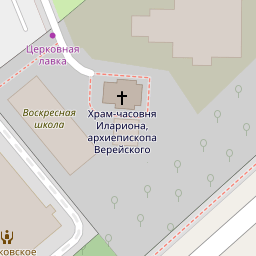 Церковная
лавка
Воскресная
школа
Храм-часовня
Илариона,
архиепископа
Верейского